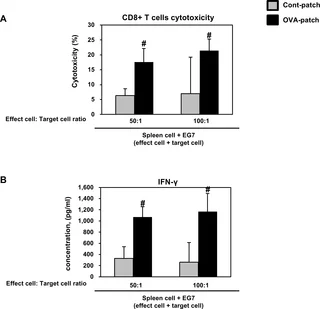 Cont-patch
OVA-patch
A
CD8+ T cells cytotoxicity
Cytotoxicity (%)
30
25
20
15
10
5
0
#
#
Effect cell: Target cell ratio
50:1
100:1
Spleen cell + EG7
(effect cell + target cell)
B
IFN-γ
concentration, (pg/ml)
1,600
1,400
1,200
1,000
800
600
400
200
0
#
#
Effect cell: Target cell ratio
50:1
100:1
Spleen cell + EG7
(effect cell + target cell)